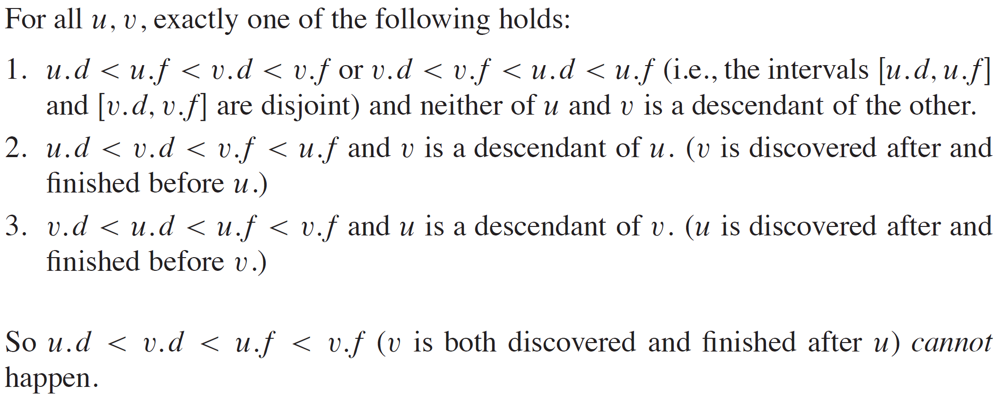 For all u, v, exactly one of the following holds:
1. u.d < u.f < v.d < v.f or v.d < v.f < u.d < u.f (i.e., the intervals [u.d, u.f]
and [v.d, v.f] are disjoint) and neither of u and v is a descendant of the other.
2. u.d < v.d < v.f < u.f and v is a descendant of u. (v is discovered after and
finished before u.)
3. v.d < u.d < u.f < v.f and u is a descendant of v. (u is discovered after and
finished before v.)
So u.d < v.d < u.f < v.f (v is both discovered and finished after u) cannot
happen.